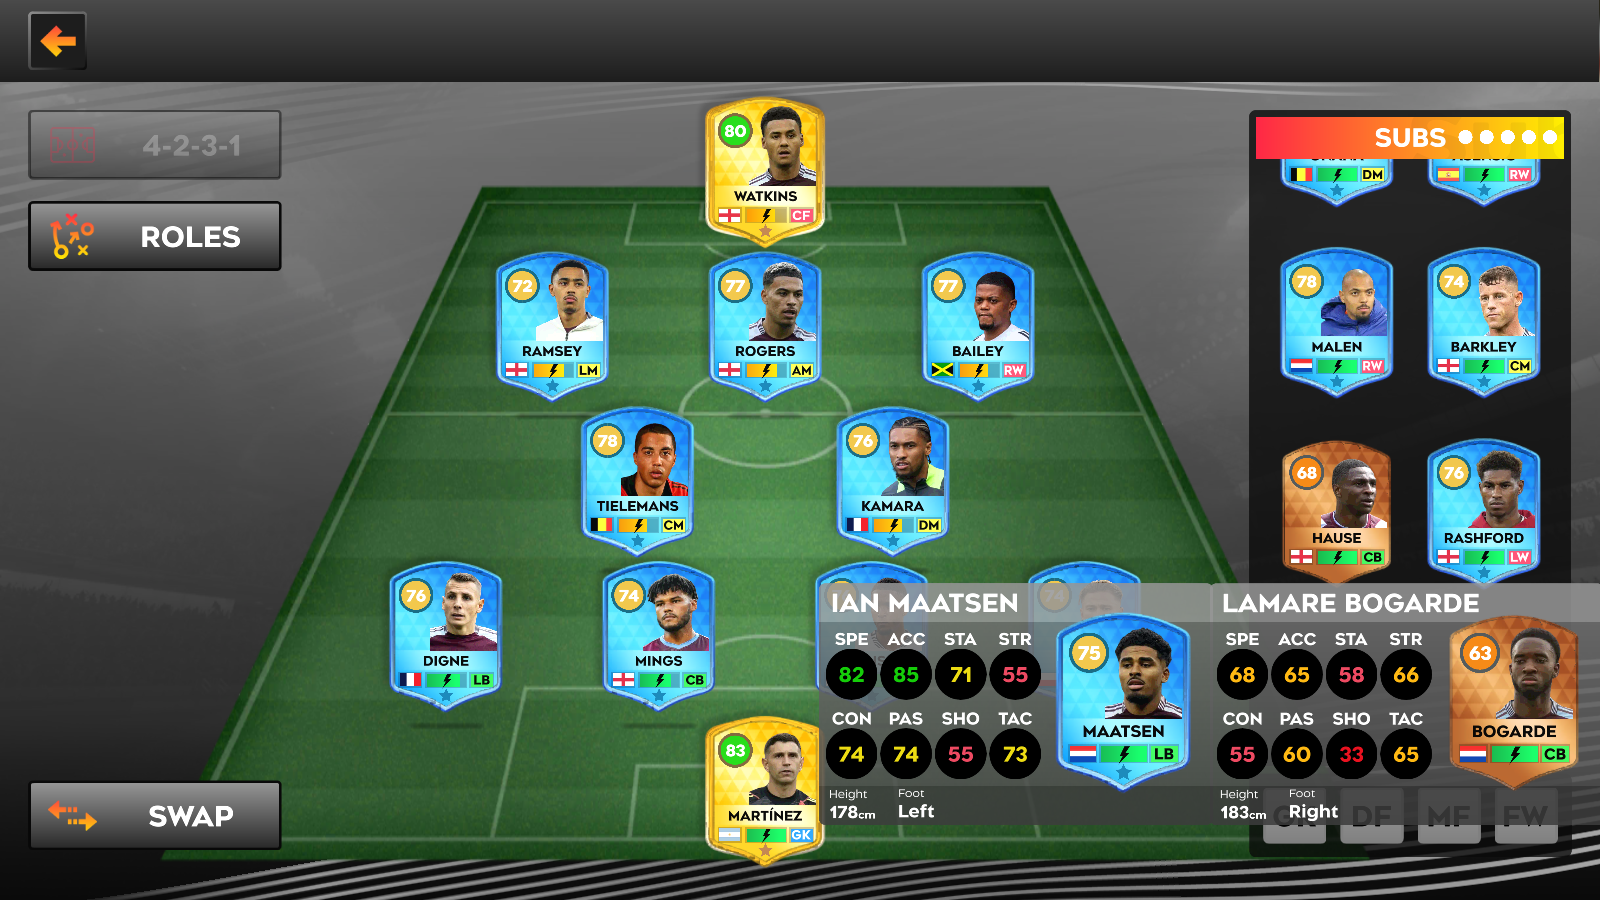 4-2-3-1
ROLES
80
WATKINS
CF
72
RAMSEY
LM
77
ROGERS
AM
77
BAILEY
RW
78
TIELEMANS
CM
76
KAMARA
DM
76
DIGNE
LB
74
MINGS
CB
74
83
MARTÍNEZ
GK
SWAP
SUBS
DM
RW
78
MALEN
RW
74
BARKLEY
CM
68
HAUSE
CB
76
RASHFORD
LW
IAN MAATSEN
SPE ACC STA STR
82 85 71 55
CON PAS SHO TAC
74 74 55 73
Height Foot
178cm Left
75
MAATSEN
LB
LAMARE BOGARDE
SPE ACC STA STR
68 65 58 66
CON PAS SHO TAC
55 60 33 65
Height Foot
183cm Right
63
BOGARDE
CB
GK DF MF FW